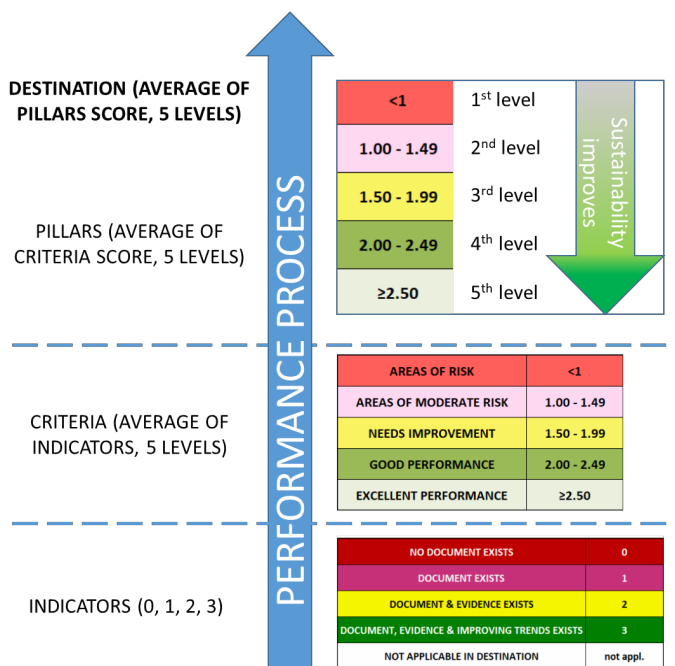 DESTINATION (AVERAGE OF
PILLARS SCORE, 5 LEVELS)
PILLARS (AVERAGE OF
CRITERIA SCORE, 5 LEVELS)
CRITERIA (AVERAGE OF
INDICATORS, 5 LEVELS)
INDICATORS (0, 1, 2, 3)
PERFORMANCE PROCESS
<1 1st level
1.00 - 1.49 2nd level
1.50 - 1.99 3rd level
2.00 - 2.49 4th level
≥2.50 5th level
Sustainability
improves
AREAS OF RISK <1
AREAS OF MODERATE RISK 1.00 - 1.49
NEEDS IMPROVEMENT 1.50 - 1.99
GOOD PERFORMANCE 2.00 - 2.49
EXCELLENT PERFORMANCE ≥2.50
NO DOCUMENT EXISTS 0
DOCUMENT EXISTS 1
DOCUMENT & EVIDENCE EXISTS 2
DOCUMENT, EVIDENCE & IMPROVING TRENDS EXISTS 3
NOT APPLICABLE IN DESTINATION not appl.